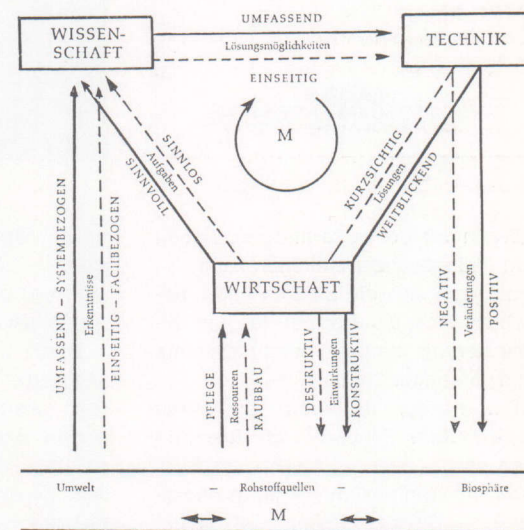 UMFASSEND
WISSEN-
SCHAFT
Lösungsmöglichkeiten
TECHNIK
EINSEITIG
M
SINNLOS
Aufgaben
SINNVOLL
KURZSICHTIG
Lösungen
WEITBLICKEND
UMFASSEND – SYSTEMBEZOGEN
Erkenntnisse
EINSEITIG – FACHBEZOGEN
WIRTSCHAFT
PFLEGE
Ressourcen
RAUBBAU
DESTRUKTIV
Einwirkungen
KONSTRUKTIV
NEGATIV
Veränderungen
POSITIV
Umwelt – Rohstoffquellen – Biosphäre
M